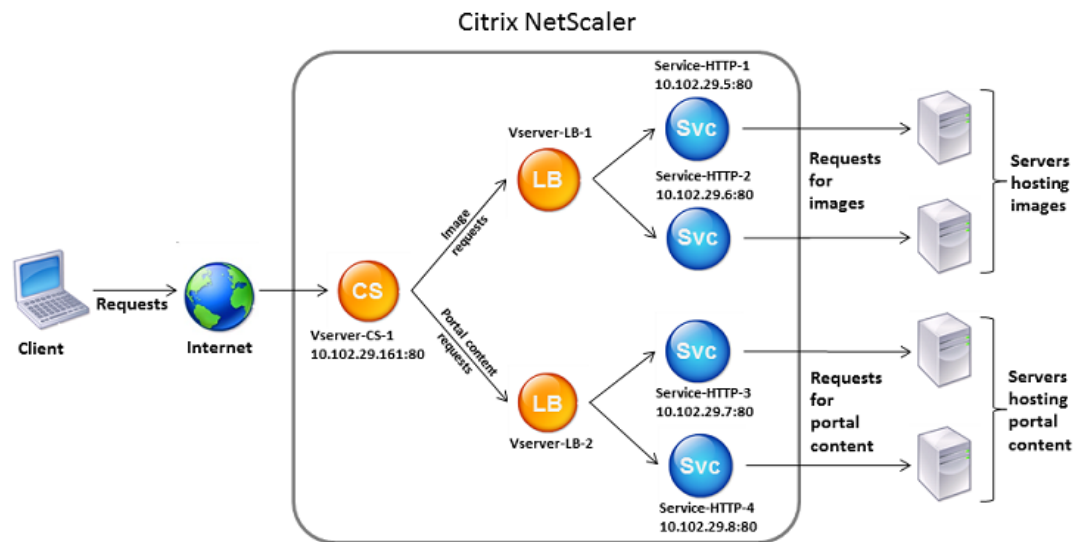 Citrix NetScaler
Service-HTTP-1
10.102.29.5:80
Svc
Vserver-LB-1
LB
Service-HTTP-2
10.102.29.6:80
Svc
Requests
for
images
Servers
hosting
images
Image
requests
Client
Requests
Internet
CS
Vserver-CS-1
10.102.29.161:80
Portal content
requests
LB
Vserver-LB-2
Svc
Service-HTTP-3
10.102.29.7:80
Svc
Service-HTTP-4
10.102.29.8:80
Requests
for
portal
content
Servers
hosting
portal
content